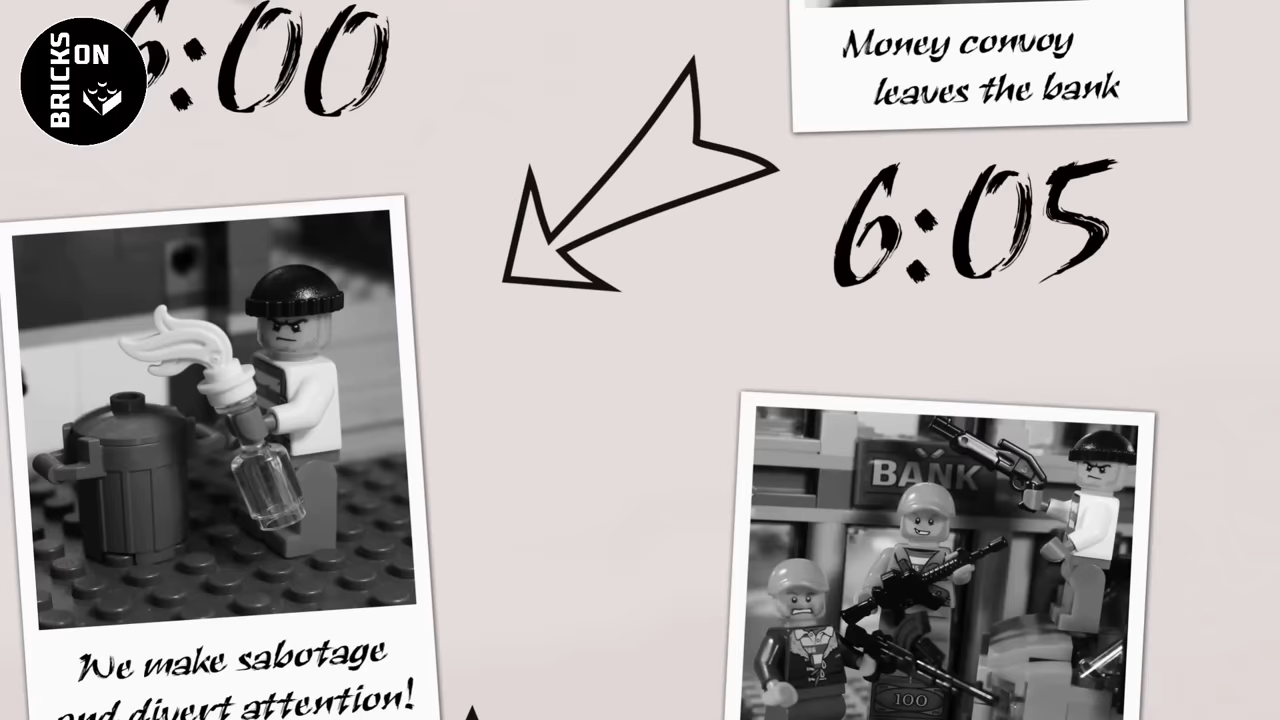 BRICKS
ON
6:00
Money convoy
leaves the bank
6:05
We make sabotage
and divert attention!
BANK
100